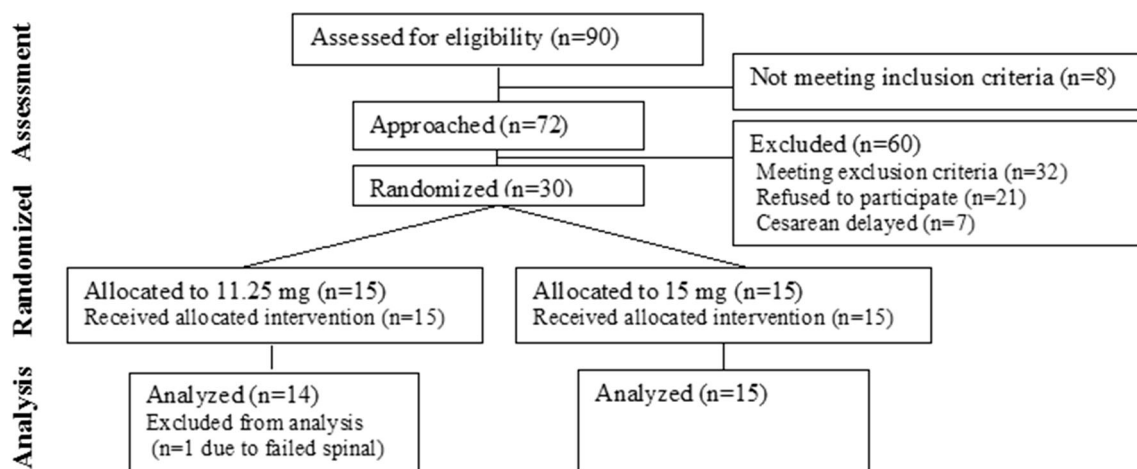 Assessment
Assessed for eligibility (n=90)
Not meeting inclusion criteria (n=8)
Approached (n=72)
Excluded (n=60)
Meeting exclusion criteria (n=32)
Refused to participate (n=21)
Cesarean delayed (n=7)
Randomized
Randomized (n=30)
Allocated to 11.25 mg (n=15)
Received allocated intervention (n=15)
Allocated to 15 mg (n=15)
Received allocated intervention (n=15)
Analysis
Analyzed (n=14)
Excluded from analysis
(n=1 due to failed spinal)
Analyzed (n=15)